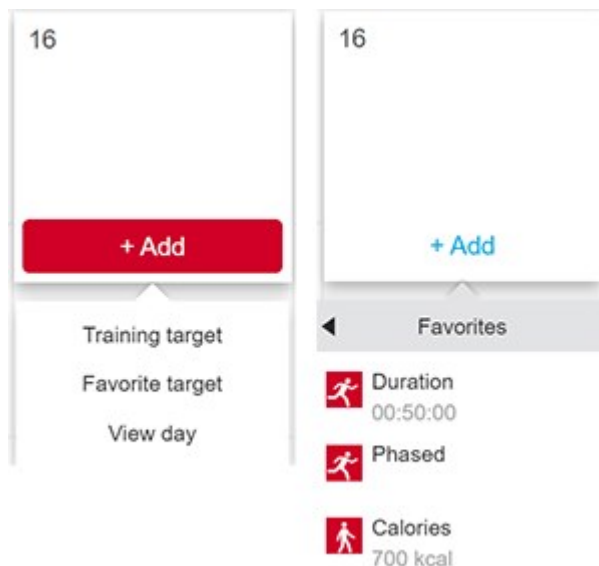 16
+ Add
Training target
Favorite target
View day
16
+ Add
Favorites
Duration
00:50:00
Phased
Calories
700 kcal